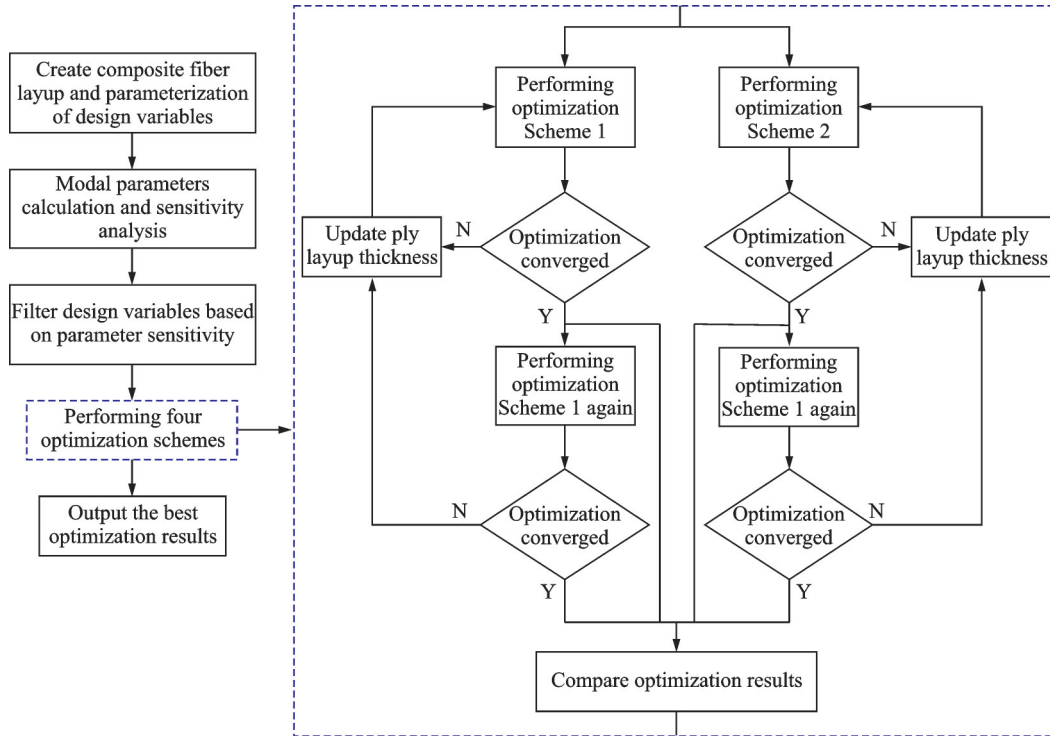 Create composite fiber
layup and parameterization
of design variables
Modal parameters
calculation and sensitivity
analysis
Filter design variables based
on parameter sensitivity
Performing four
optimization schemes
Output the best
optimization results
Performing
optimization
Scheme 1
Optimization
converged
N
Update ply
layup thickness
Y
Performing
optimization
Scheme 1 again
Optimization
converged
N
Y
Performing
optimization
Scheme 2
Optimization
converged
N
Update ply
layup thickness
Y
Performing
optimization
Scheme 1 again
Optimization
converged
N
Y
Compare optimization results